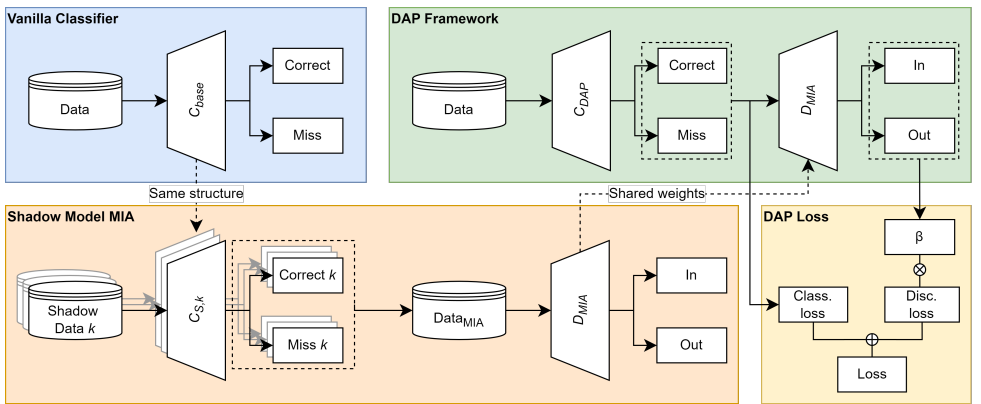 Vanilla Classifier
Data
C_base
Correct
Miss
DAP Framework
Data
C_DAP
Correct
Miss
D_MIA
In
Out
Same structure
Shared weights
Shadow Model MIA
Shadow
Data k
C_S,k
Correct k
Miss k
Data_MIA
D_MIA
In
Out
DAP Loss
β
Class.
loss
Disc.
loss
Loss